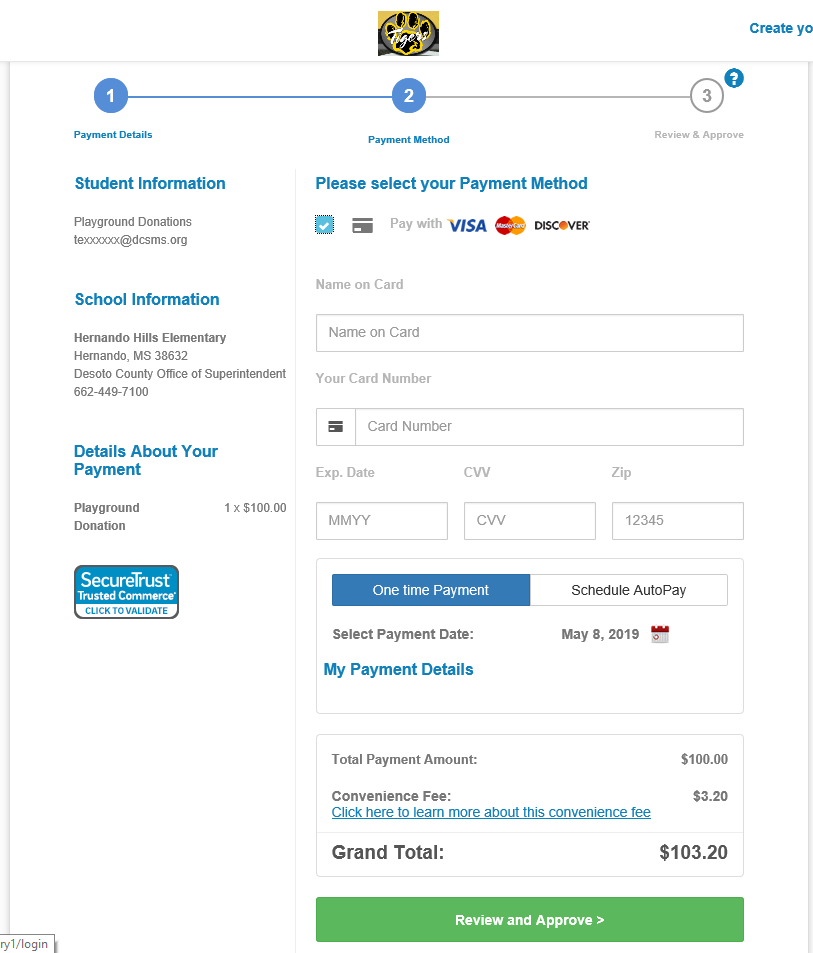 Tigers
Create yo
1
2
3
?
Payment Details
Payment Method
Review & Approve
Student Information
Playground Donations
texxxxxx@dcsms.org
School Information
Hernando Hills Elementary
Hernando, MS 38632
Desoto County Office of Superintendent
662-449-7100
Details About Your
Payment
Playground 1 x $100.00
Donation
SecureTrust
Trusted Commerce
CLICK TO VALIDATE
Please select your Payment Method
Pay with VISA MasterCard DISCOVER
Name on Card
Name on Card
Your Card Number
Card Number
Exp. Date CVV Zip
MMYY CVV 12345
One time Payment Schedule AutoPay
Select Payment Date: May 8, 2019
My Payment Details
Total Payment Amount: $100.00
Convenience Fee: $3.20
Click here to learn more about this convenience fee
Grand Total: $103.20
Review and Approve >
ry1/login